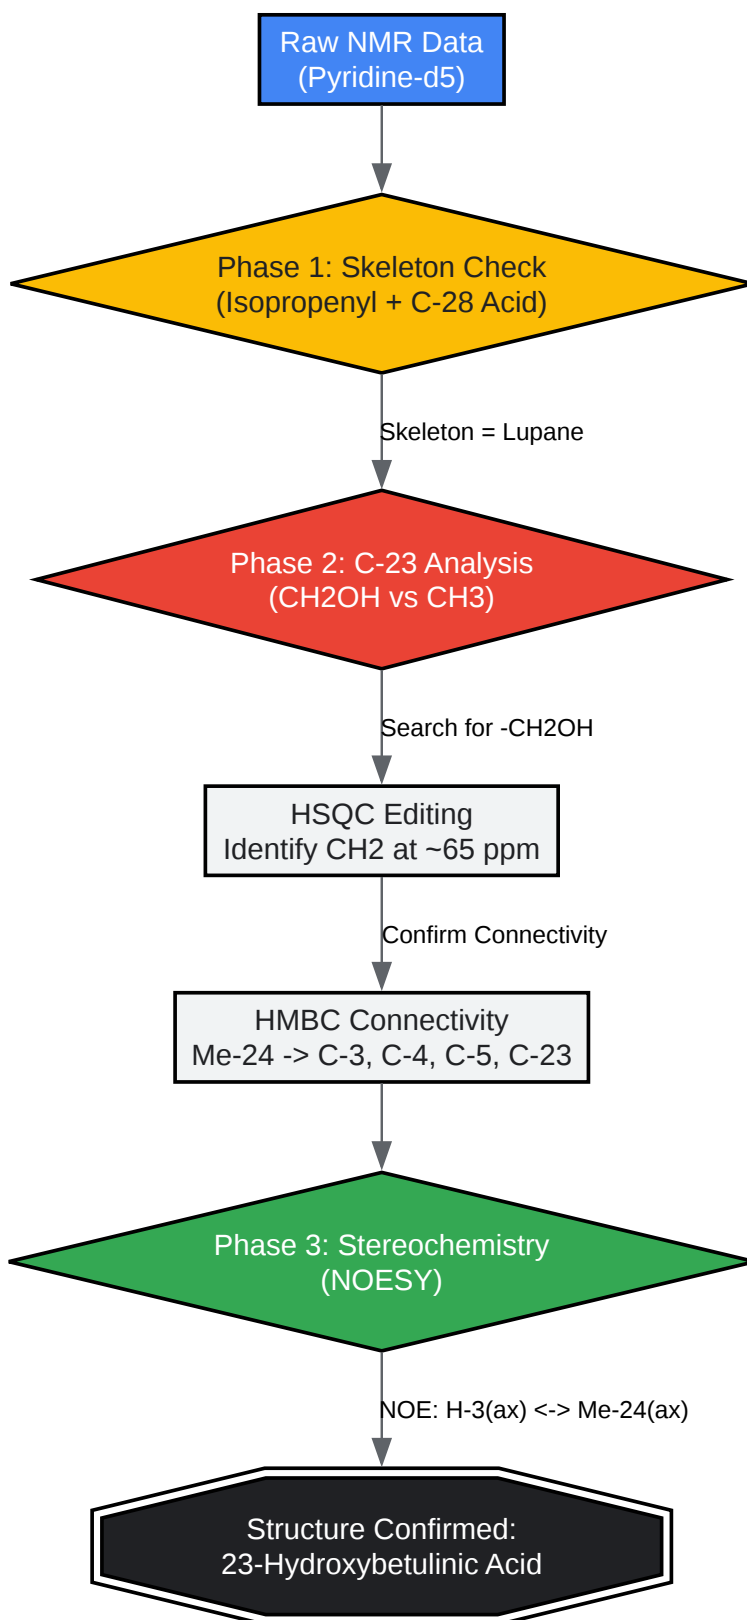 Raw NMR Data
(Pyridine-d5)
Phase 1: Skeleton Check
(Isopropenyl + C-28 Acid)
Skeleton = Lupane
Phase 2: C-23 Analysis
(CH2OH vs CH3)
Search for -CH2OH
HSQC Editing
Identify CH2 at ~65 ppm
Confirm Connectivity
HMBC Connectivity
Me-24 -> C-3, C-4, C-5, C-23
Phase 3: Stereochemistry
(NOESY)
NOE: H-3(ax) <-> Me-24(ax)
Structure Confirmed:
23-Hydroxybetulinic Acid